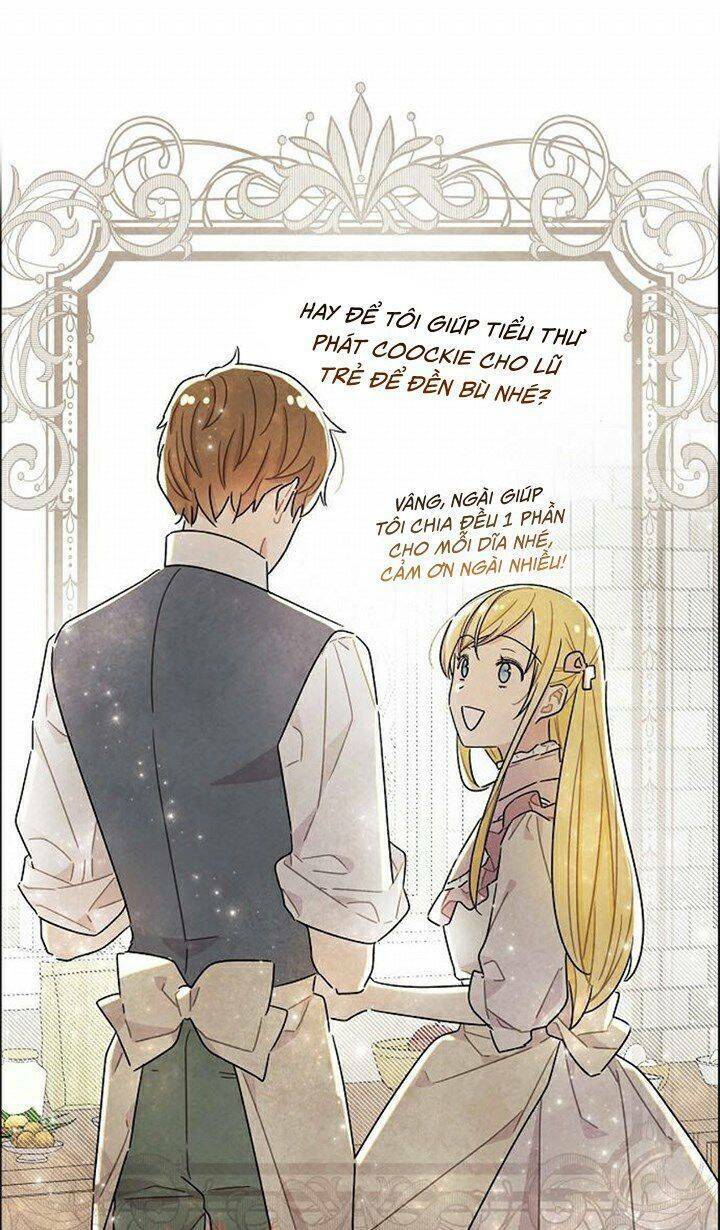 HAY ĐỂ TÔI GIÚP TIỂU THƯ
PHÁT COOCKIE CHO LŨ
TRẺ ĐỂ ĐỀN BÙ NHÉ?
VÂNG, NGÀI GIÚP
TÔI CHIA ĐỀU 1 PHẦN
CHO MỖI DĨA NHÉ,
CẢM ƠN NGÀI NHIỀU!